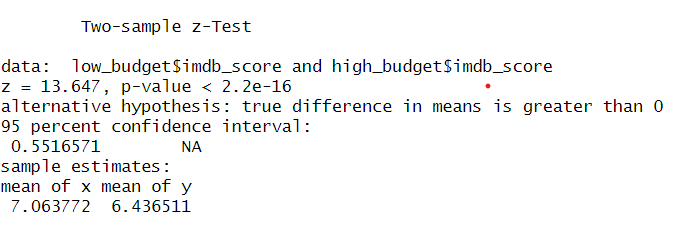 Two-sample z-Test
data:  low_budget$imdb_score and high_budget$imdb_score
z = 13.647, p-value < 2.2e-16
alternative hypothesis: true difference in means is greater than 0
95 percent confidence interval:
 0.5516571        NA
sample estimates:
mean of x mean of y
 7.063772  6.436511